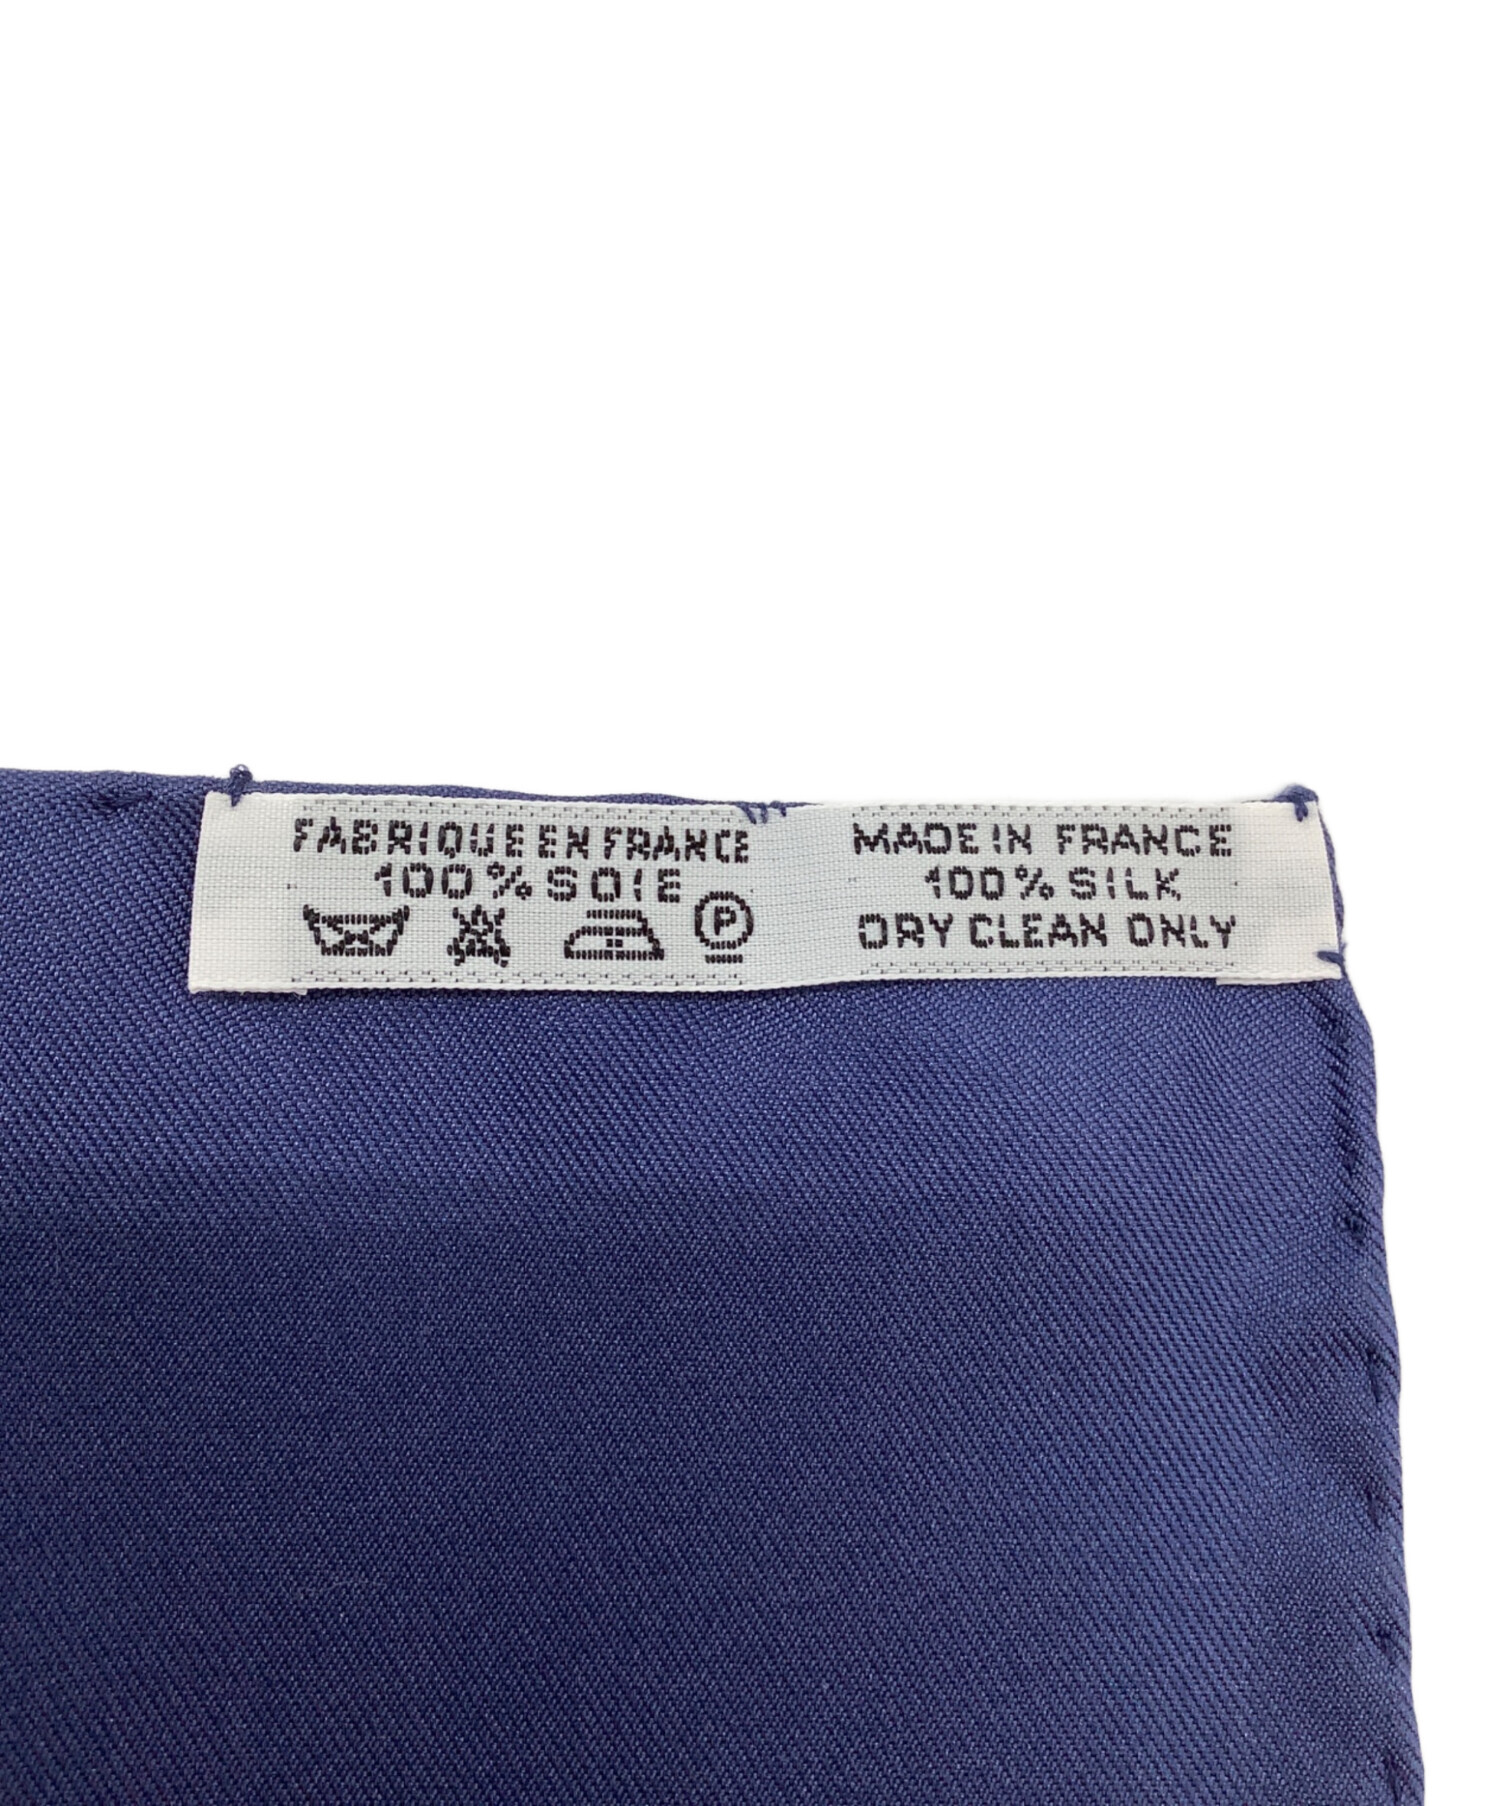 FABRIQUE EN FRANCE
100% SOIE
P
MADE IN FRANCE
100% SILK
DRY CLEAN ONLY